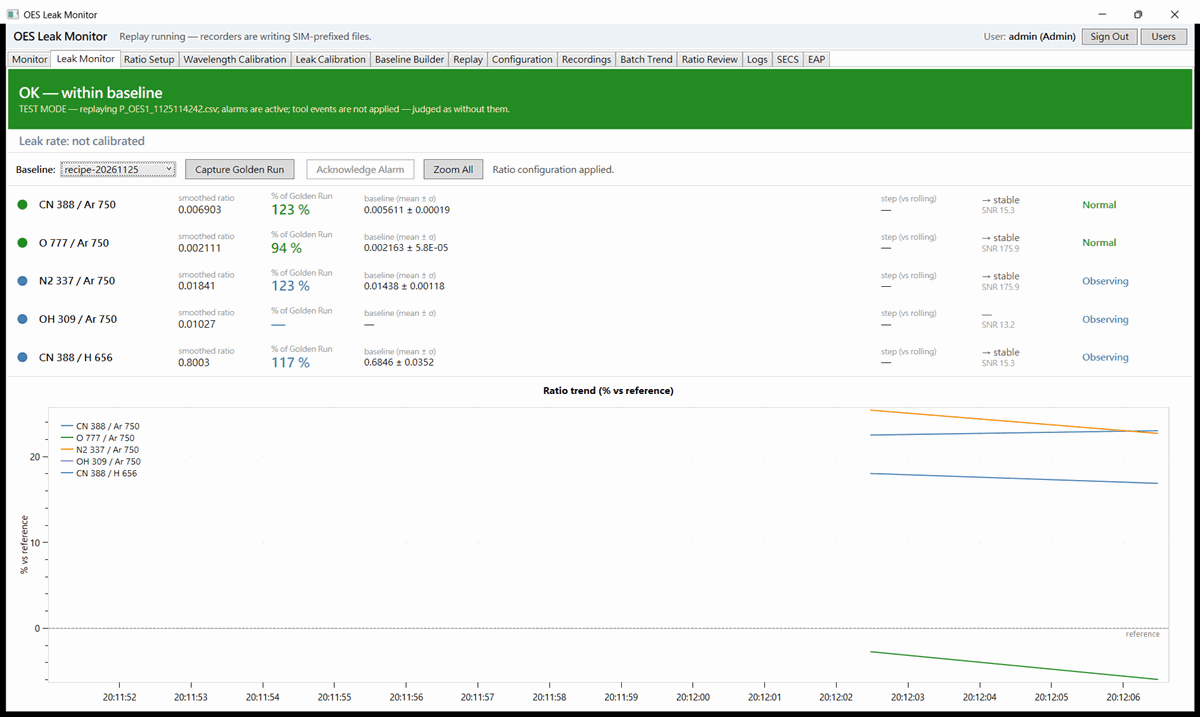 OES Leak Monitor
OES Leak Monitor Replay running — recorders are writing SIM-prefixed files. User: admin (Admin) Sign Out Users
Monitor Leak Monitor Ratio Setup Wavelength Calibration Leak Calibration Baseline Builder Replay Configuration Recordings Batch Trend Ratio Review Logs SECS EAP
OK — within baseline
TEST MODE — replaying P_OES1_1125114242.csv; alarms are active; tool events are not applied — judged as without them.
Leak rate: not calibrated
Baseline: recipe-20261125 Capture Golden Run Acknowledge Alarm Zoom All Ratio configuration applied.
smoothed ratio % of Golden Run baseline (mean ± σ) step (vs rolling) → stable
CN 388 / Ar 750 0.006903 123 % 0.005611 ± 0.00019 — SNR 15.3 Normal
smoothed ratio % of Golden Run baseline (mean ± σ) step (vs rolling) → stable
O 777 / Ar 750 0.002111 94 % 0.002163 ± 5.8E-05 — SNR 175.9 Normal
smoothed ratio % of Golden Run baseline (mean ± σ) step (vs rolling) → stable
N2 337 / Ar 750 0.01841 123 % 0.01438 ± 0.00118 — SNR 175.9 Observing
smoothed ratio % of Golden Run baseline (mean ± σ) step (vs rolling) —
OH 309 / Ar 750 0.01027 — — — SNR 13.2 Observing
smoothed ratio % of Golden Run baseline (mean ± σ) step (vs rolling) → stable
CN 388 / H 656 0.8003 117 % 0.6846 ± 0.0352 — SNR 15.3 Observing
Ratio trend (% vs reference)
CN 388 / Ar 750
O 777 / Ar 750
N2 337 / Ar 750
OH 309 / Ar 750
CN 388 / H 656
% vs reference
20
10
0
reference
20:11:52 20:11:53 20:11:54 20:11:55 20:11:56 20:11:57 20:11:58 20:11:59 20:12:00 20:12:01 20:12:02 20:12:03 20:12:04 20:12:05 20:12:06